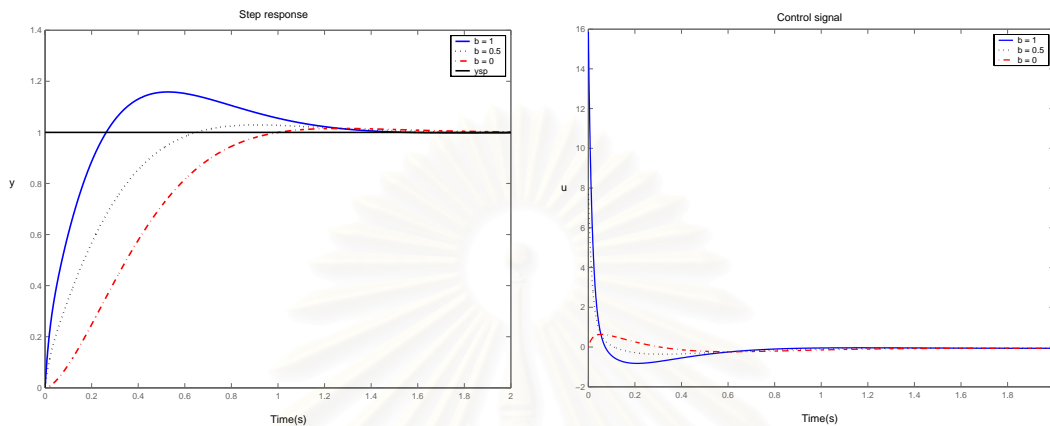 Step response
1.4
1.2
1
0.8
0.6
0.4
0.2
0
y
0 0.2 0.4 0.6 0.8 1 1.2 1.4 1.6 1.8 2
Time(s)
b = 1
b = 0.5
b = 0
ysp
Control signal
16
14
12
10
8
6
4
2
0
−2
u
0 0.2 0.4 0.6 0.8 1 1.2 1.4 1.6 1.8
Time(s)
b = 1
b = 0.5
b = 0